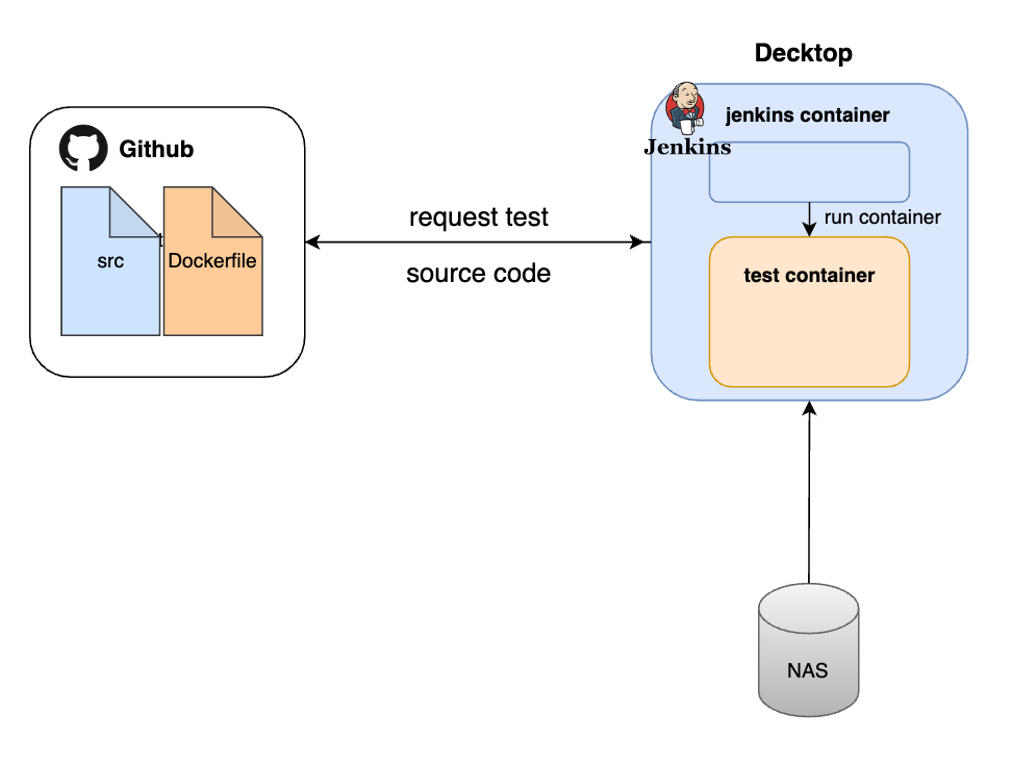 Decktop
jenkins container
Jenkins
Github
request test
run container
src
Dockerfile
source code
test container
NAS